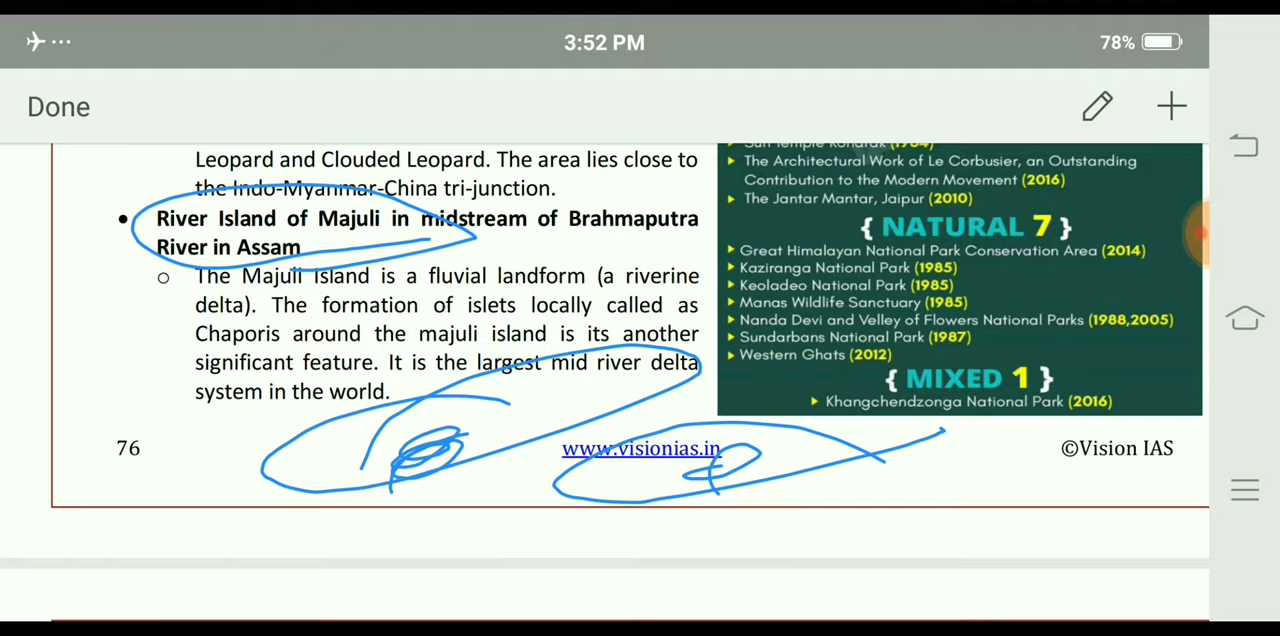 3:52 PM
78%
Done
Leopard and Clouded Leopard. The area lies close to
the Indo-Myanmar-China tri-junction.
• River Island of Majuli in midstream of Brahmaputra
River in Assam
o The Majuli Island is a fluvial landform (a riverine
delta). The formation of islets locally called as
Chaporis around the majuli island is its another
significant feature. It is the largest mid river delta
system in the world.
Sun Temple Konarak (1984)
The Architectural Work of Le Corbusier, an Outstanding
Contribution to the Modern Movement (2016)
The Jantar Mantar, Jaipur (2010)
{ NATURAL 7 }
Great Himalayan National Park Conservation Area (2014)
Kaziranga National Park (1985)
Keoladeo National Park (1985)
Manas Wildlife Sanctuary (1985)
Nanda Devi and Velley of Flowers National Parks (1988,2005)
Sundarbans National Park (1987)
Western Ghats (2012)
{ MIXED 1 }
Khangchendzonga National Park (2016)
76
www.visionias.in
©Vision IAS